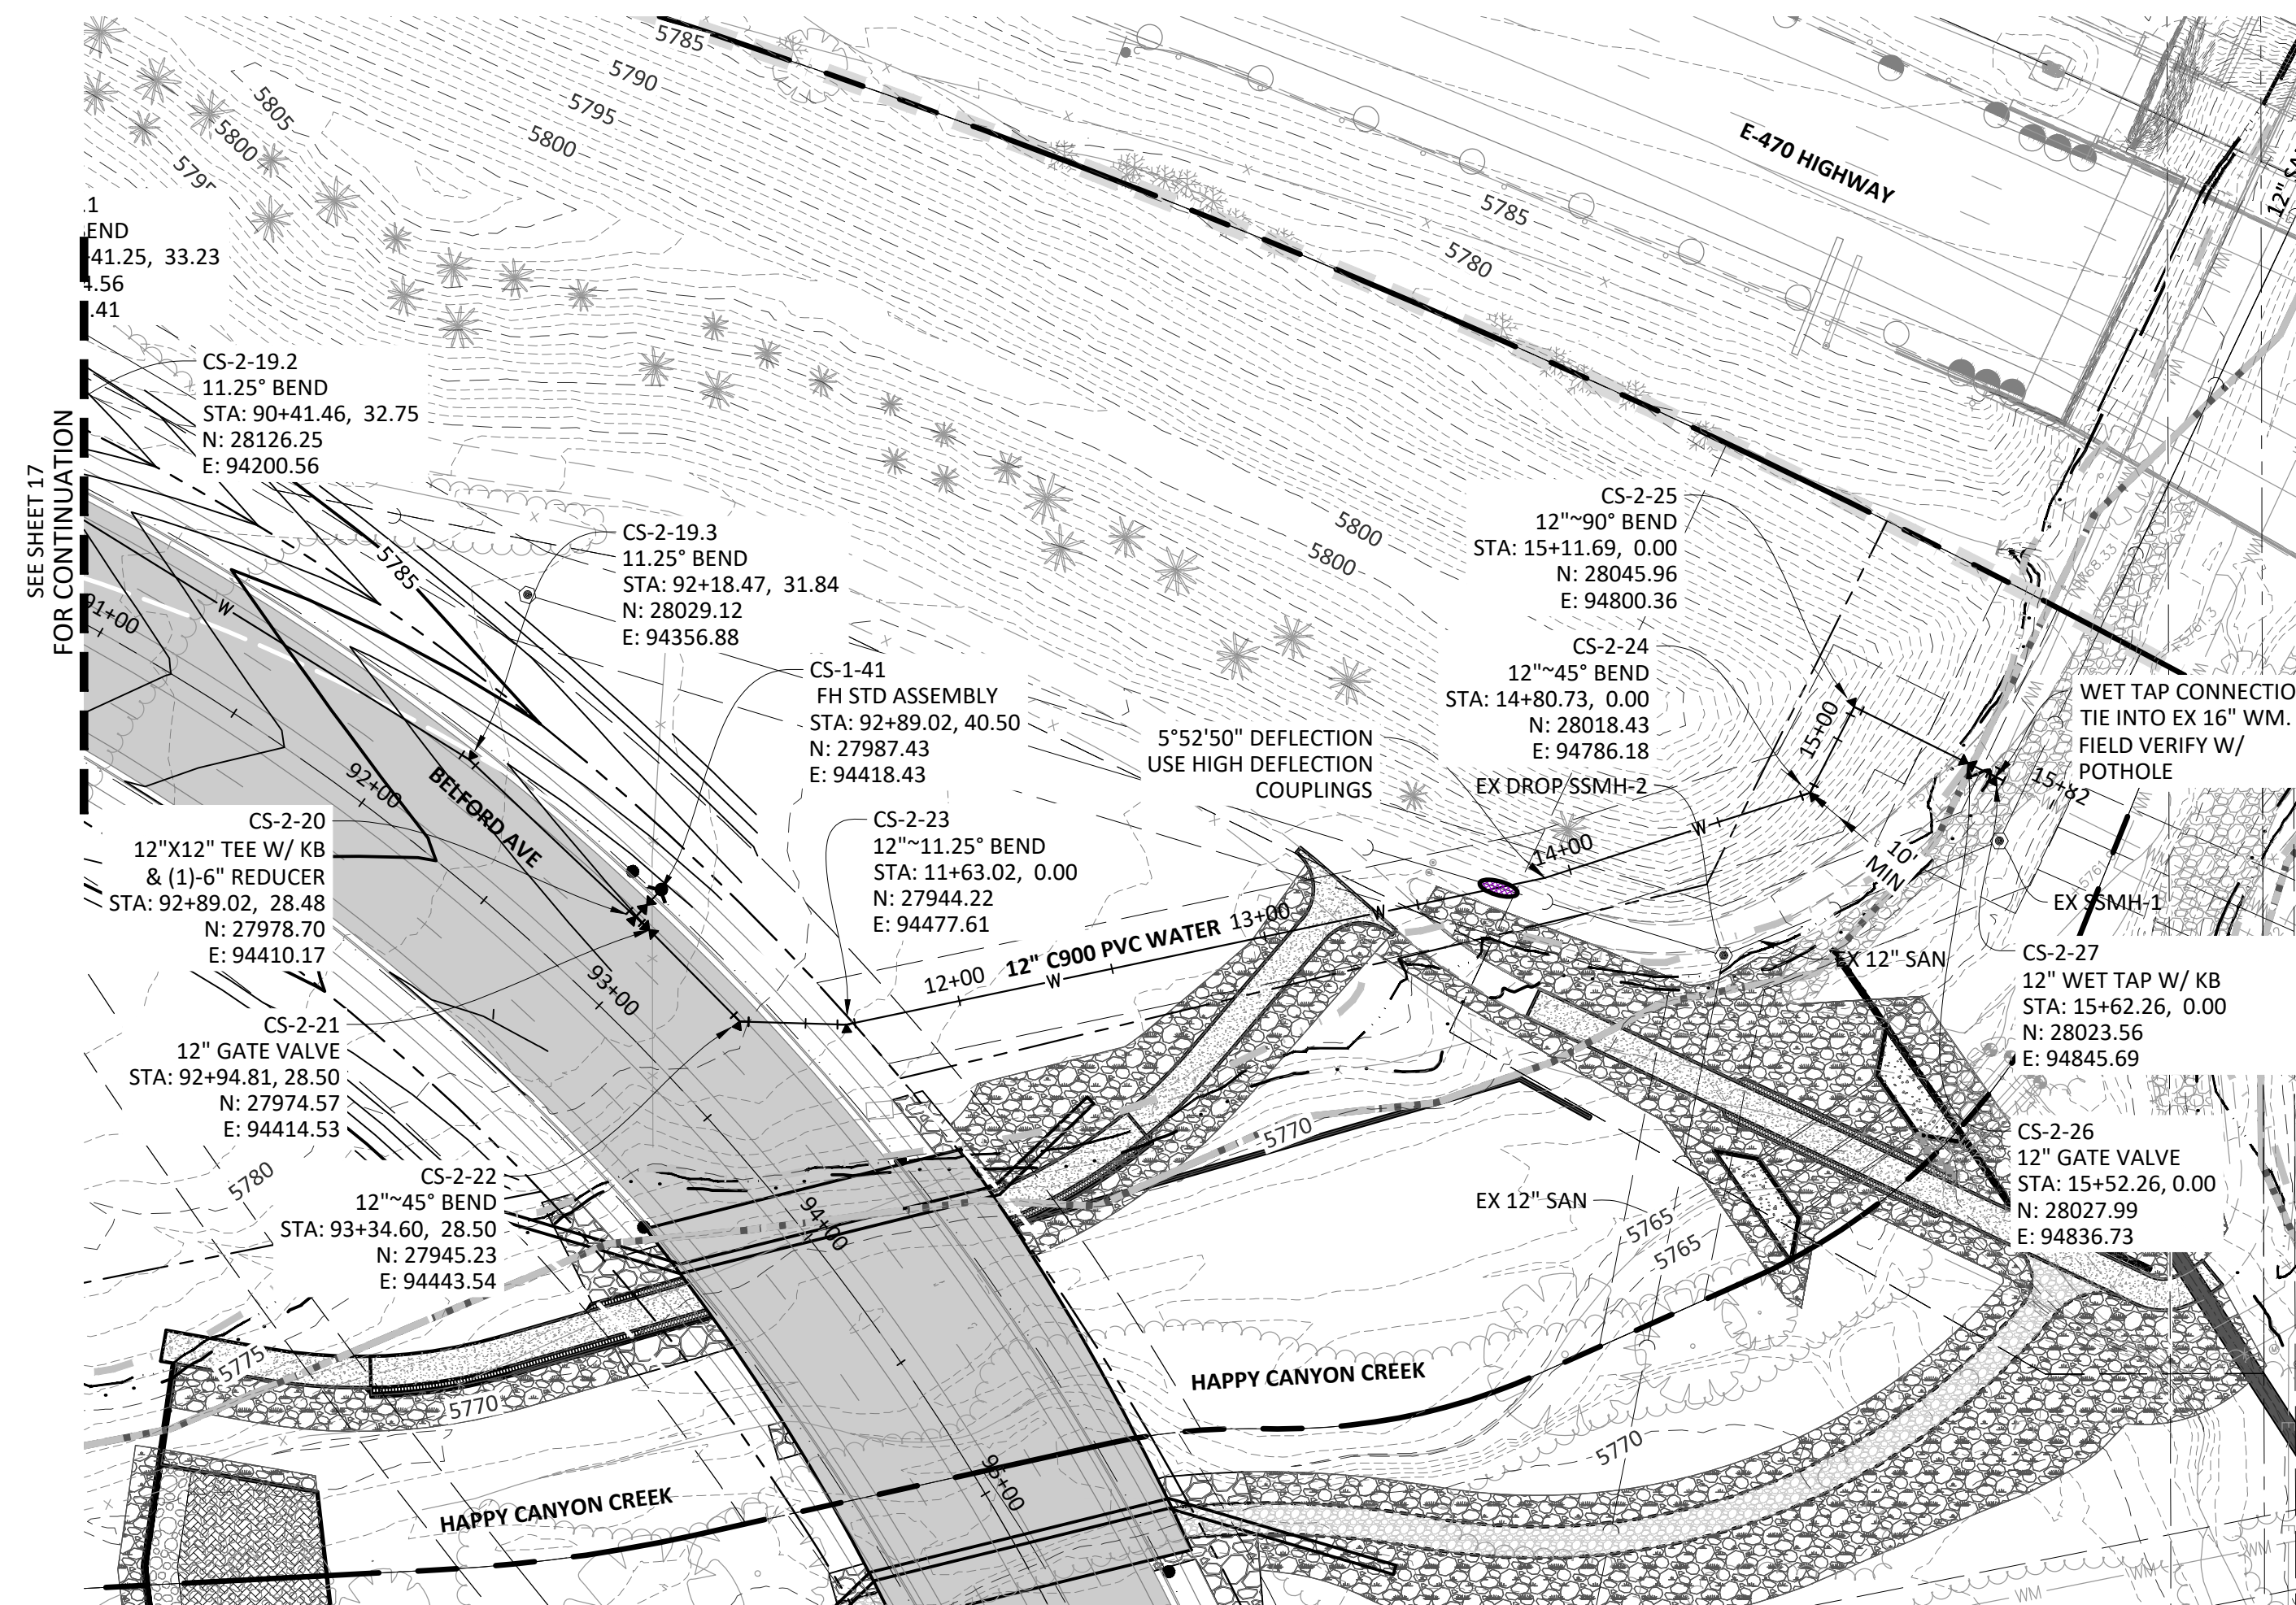 5785
5790
5795
5800
5805
5800
E-470 HIGHWAY
5785
5780
.1
END
41.25, 33.23
.56
.41
SEE SHEET 17
FOR CONTINUATION
CS-2-19.2
11.25° BEND
STA: 90+41.46, 32.75
N: 28126.25
E: 94200.56
CS-2-19.3
11.25° BEND
STA: 92+18.47, 31.84
N: 28029.12
E: 94356.88
5785
W
91+00
92+00
BELFORD AVE
CS-1-41
FH STD ASSEMBLY
STA: 92+89.02, 40.50
N: 27987.43
E: 94418.43
5800
5800
CS-2-25
12"~90° BEND
STA: 15+11.69, 0.00
N: 28045.96
E: 94800.36
CS-2-24
12"~45° BEND
STA: 14+80.73, 0.00
N: 28018.43
E: 94786.18
5°52'50" DEFLECTION
USE HIGH DEFLECTION
COUPLINGS
EX DROP SSMH-2
15+00
WET TAP CONNECTIO
TIE INTO EX 16" WM.
FIELD VERIFY W/
POTHOLE
15+82
CS-2-20
12"X12" TEE W/ KB
& (1)-6" REDUCER
STA: 92+89.02, 28.48
N: 27978.70
E: 94410.17
CS-2-23
12"~11.25° BEND
STA: 11+63.02, 0.00
N: 27944.22
E: 94477.61
12+00
12" C900 PVC WATER
W
13+00
W
14+00
W
10'
MIN
EX SSMH-1
EX 12" SAN
93+00
CS-2-21
12" GATE VALVE
STA: 92+94.81, 28.50
N: 27974.57
E: 94414.53
CS-2-27
12" WET TAP W/ KB
STA: 15+62.26, 0.00
N: 28023.56
E: 94845.69
CS-2-22
12"~45° BEND
STA: 93+34.60, 28.50
N: 27945.23
E: 94443.54
CS-2-26
12" GATE VALVE
STA: 15+52.26, 0.00
N: 28027.99
E: 94836.73
5780
5770
94+00
EX 12" SAN
5765
5765
5775
5770
HAPPY CANYON CREEK
5770
95+00
HAPPY CANYON CREEK
WM
WM